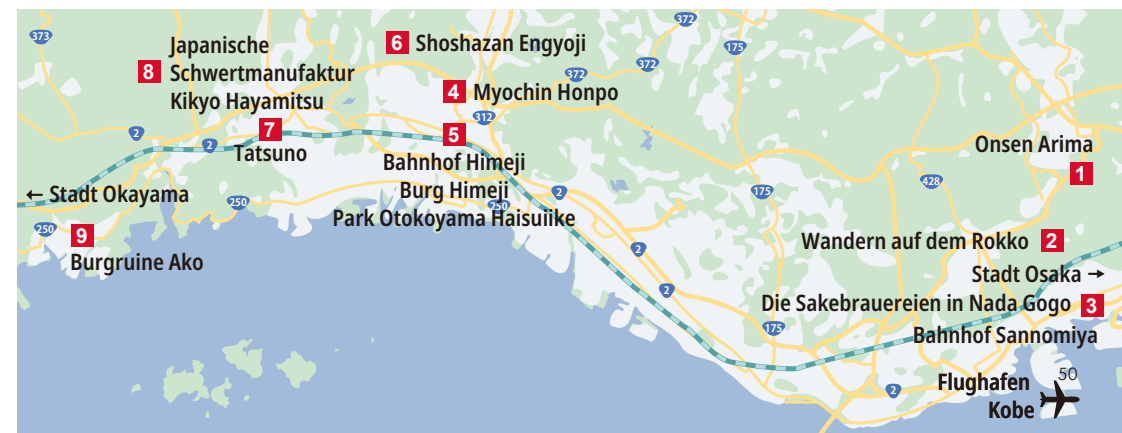 373
372
175
6 Shoshazan Engyoji
Japanische
8 Schwertmanufaktur
Kikyo Hayamitsu
372
372
4 Myochin Honpo
312
2
2
7
Tatsuno
5
Bahnhof Himeji
Burg Himeji
Park Otokoyama Haisuiike
Onsen Arima
1
← Stadt Okayama
250
250
250
2
175
428
9
Burgruine Ako
Wandern auf dem Rokko 2
2
Stadt Osaka →
2
Die Sakebrauereien in Nada Gogo 3
175
Bahnhof Sannomiya
2
Flughafen
Kobe
50